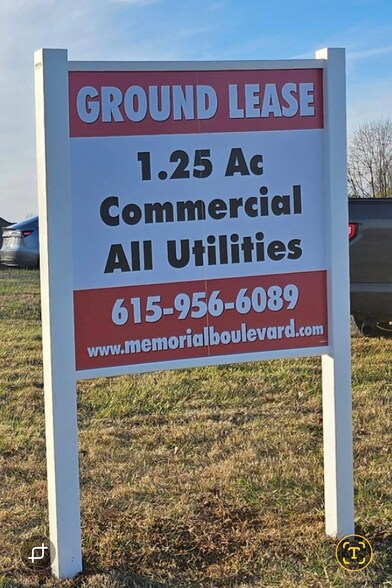 GROUND LEASE
1.25 Ac
Commercial
All Utilities
615-956-6089
www.memorialboulevard.com